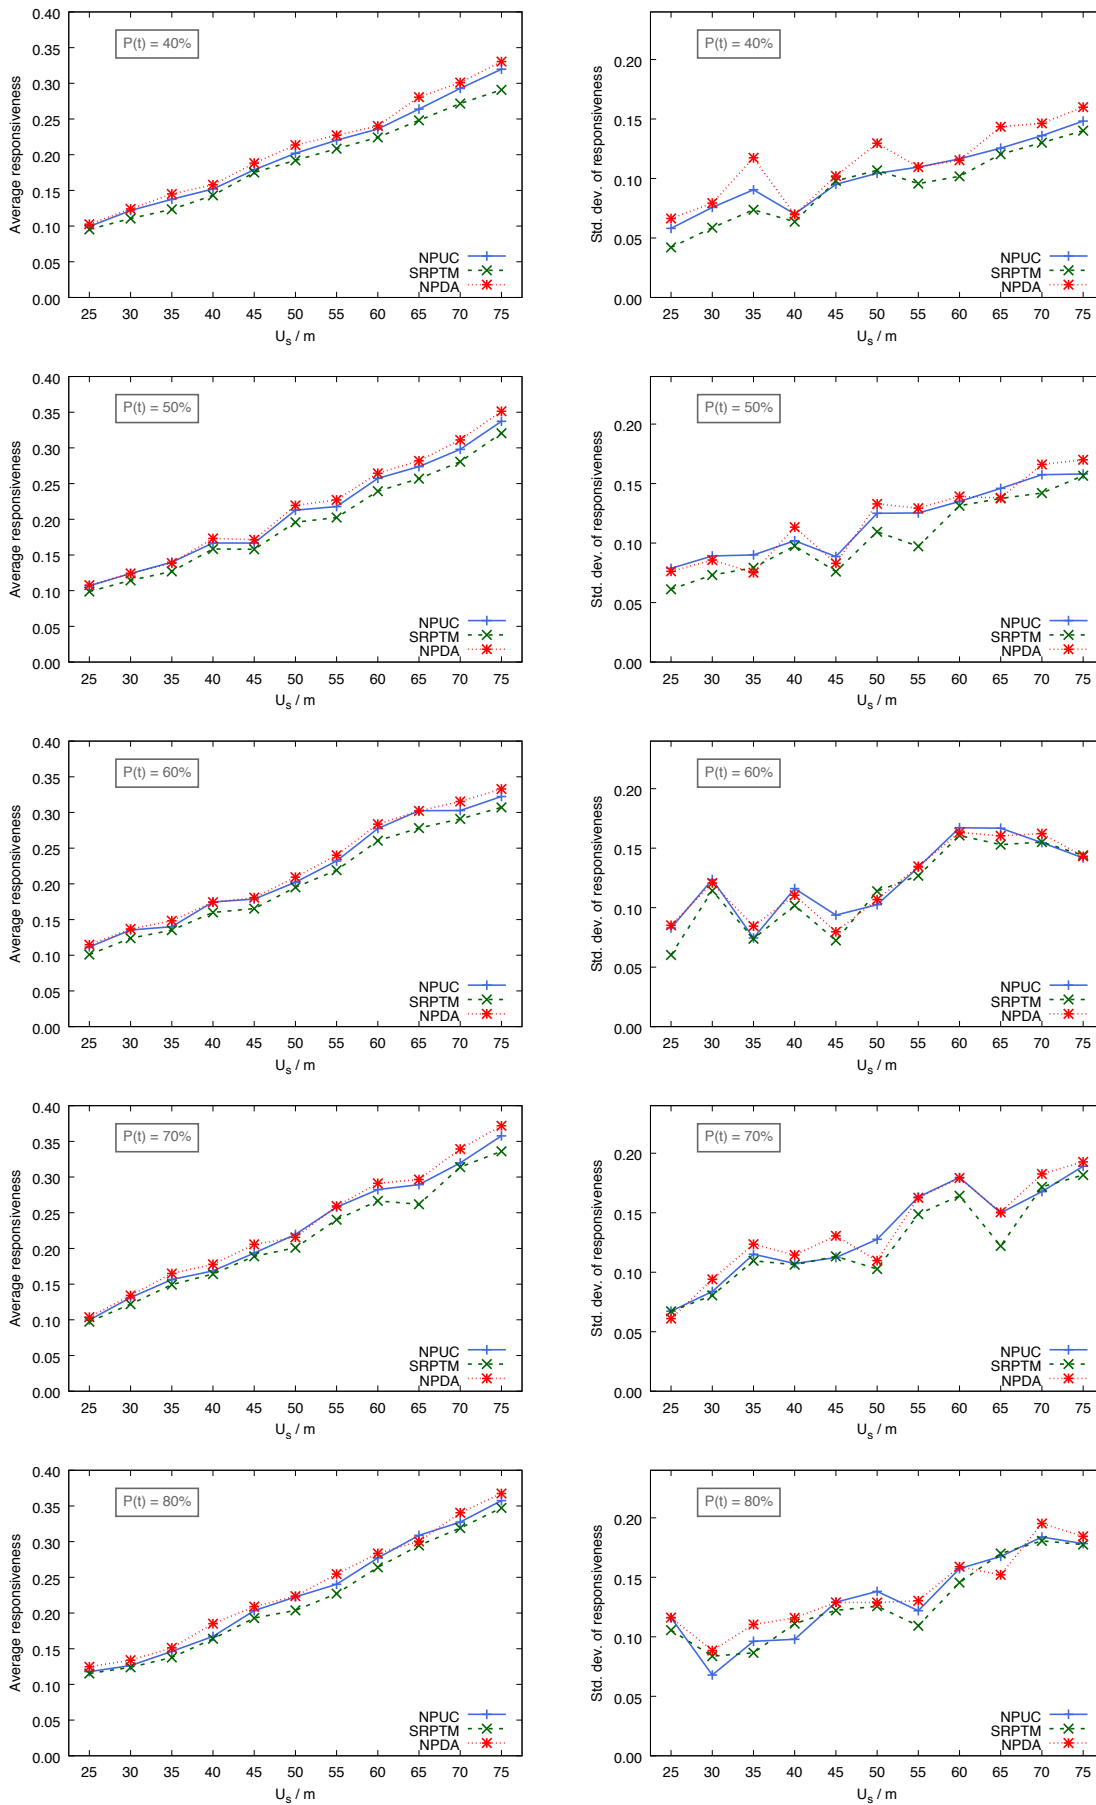 0.40
0.35
0.30
0.25
0.20
0.15
0.10
0.05
0.00
Average responsiveness
P(t) = 40%
NPUC
SRPTM
NPDA
25 30 35 40 45 50 55 60 65 70 75
U_s / m
0.20
0.15
0.10
0.05
0.00
Std. dev. of responsiveness
P(t) = 40%
NPUC
SRPTM
NPDA
25 30 35 40 45 50 55 60 65 70 75
U_s / m
0.40
0.35
0.30
0.25
0.20
0.15
0.10
0.05
0.00
Average responsiveness
P(t) = 50%
NPUC
SRPTM
NPDA
25 30 35 40 45 50 55 60 65 70 75
U_s / m
0.20
0.15
0.10
0.05
0.00
Std. dev. of responsiveness
P(t) = 50%
NPUC
SRPTM
NPDA
25 30 35 40 45 50 55 60 65 70 75
U_s / m
0.40
0.35
0.30
0.25
0.20
0.15
0.10
0.05
0.00
Average responsiveness
P(t) = 60%
NPUC
SRPTM
NPDA
25 30 35 40 45 50 55 60 65 70 75
U_s / m
0.20
0.15
0.10
0.05
0.00
Std. dev. of responsiveness
P(t) = 60%
NPUC
SRPTM
NPDA
25 30 35 40 45 50 55 60 65 70 75
U_s / m
0.40
0.35
0.30
0.25
0.20
0.15
0.10
0.05
0.00
Average responsiveness
P(t) = 70%
NPUC
SRPTM
NPDA
25 30 35 40 45 50 55 60 65 70 75
U_s / m
0.20
0.15
0.10
0.05
0.00
Std. dev. of responsiveness
P(t) = 70%
NPUC
SRPTM
NPDA
25 30 35 40 45 50 55 60 65 70 75
U_s / m
0.40
0.35
0.30
0.25
0.20
0.15
0.10
0.05
0.00
Average responsiveness
P(t) = 80%
NPUC
SRPTM
NPDA
25 30 35 40 45 50 55 60 65 70 75
U_s / m
0.20
0.15
0.10
0.05
0.00
Std. dev. of responsiveness
P(t) = 80%
NPUC
SRPTM
NPDA
25 30 35 40 45 50 55 60 65 70 75
U_s / m